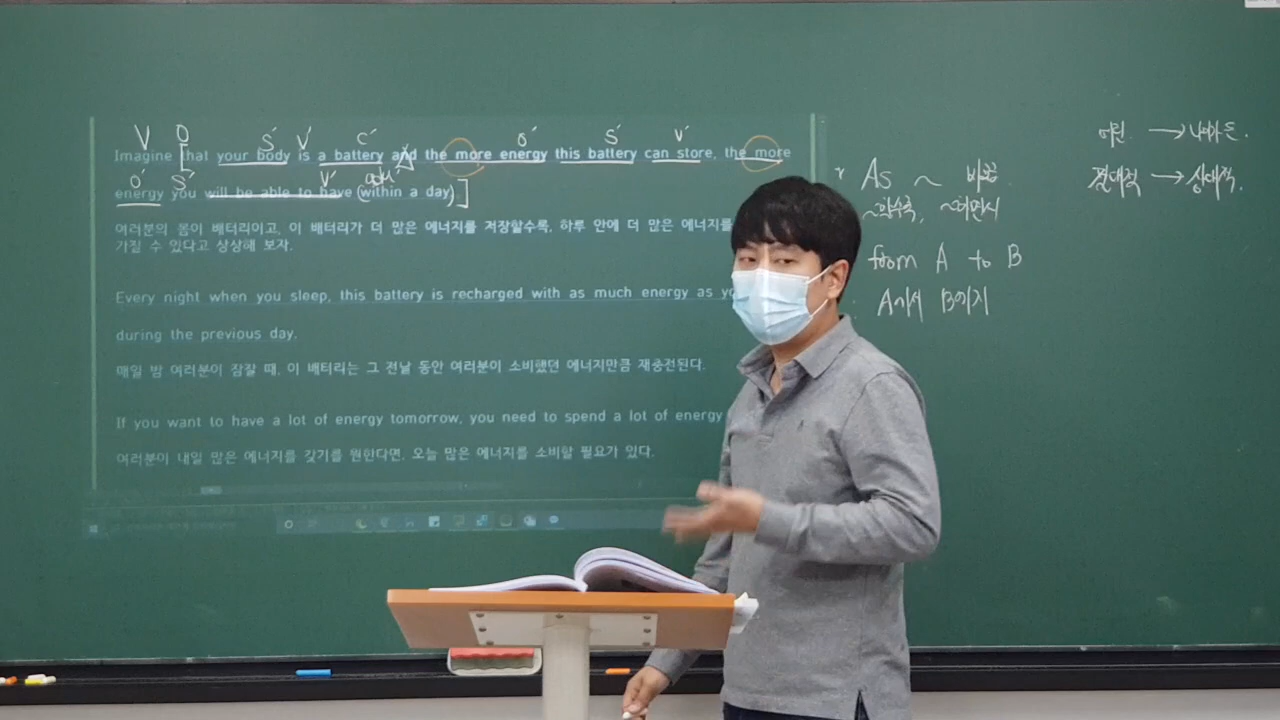 V O S´ V´ C´ O´ S´ V´
Imagine that your body is a battery and the more energy this battery can store, the more
O´ S´ V´
energy you will be able to have (within a day)]
여러분의 몸이 배터리이고, 이 배터리가 더 많은 에너지를 저장할수록, 하루 안에 더 많은 에너지를
가질 수 있다고 상상해 보자.
Every night when you sleep, this battery is recharged with as much energy as
during the previous day.
매일 밤 여러분이 잠잘 때, 이 배터리는 그 전날 동안 여러분이 소비했던 에너지만큼 재충전된다.
If you want to have a lot of energy tomorrow, you need to spend a lot of energy
여러분이 내일 많은 에너지를 갖기를 원한다면, 오늘 많은 에너지를 소비할 필요가 있다.
As ~
~할수록,
from A to B
A에서 B까지
어린 →
절대적 → 상대적.